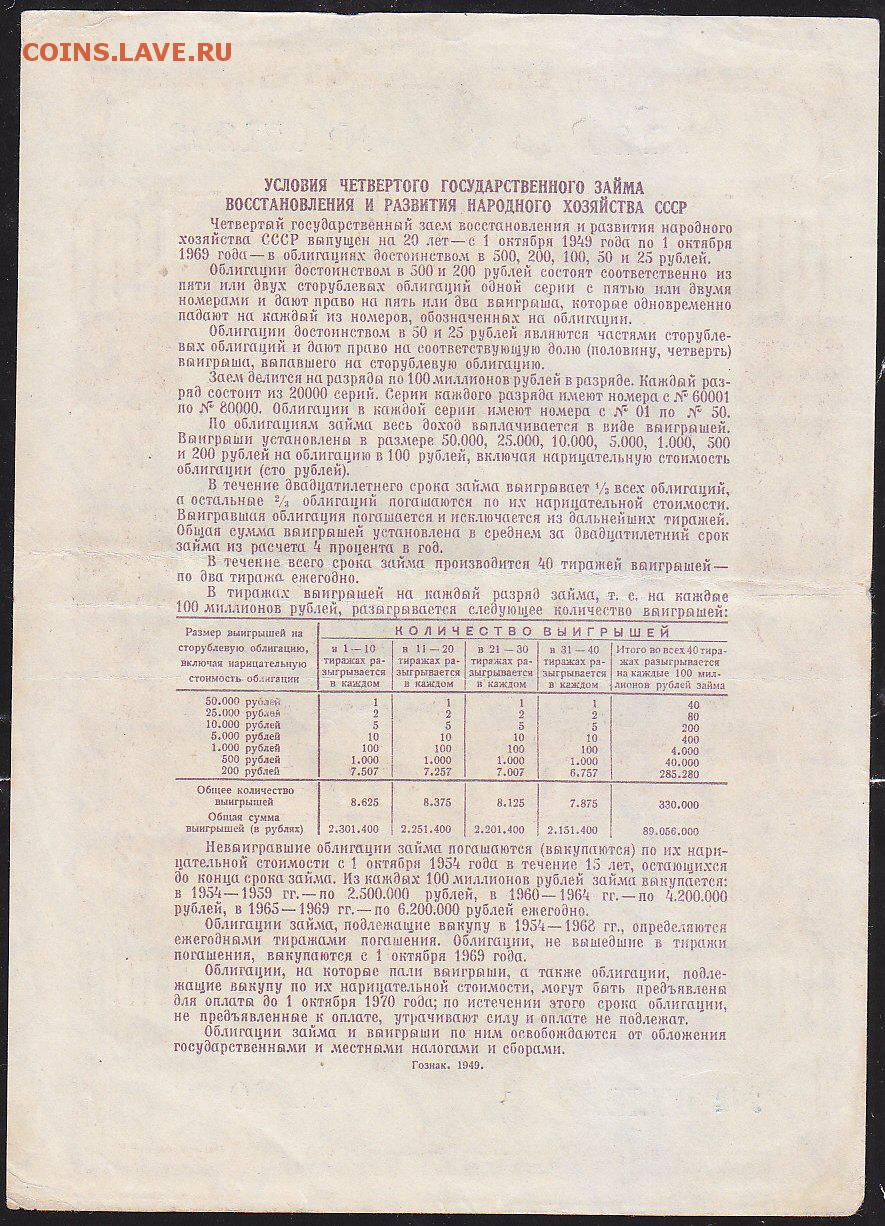 COINS.LAVE.RU
УСЛОВИЯ ЧЕТВЕРТОГО ГОСУДАРСТВЕННОГО ЗАЙМА
ВОССТАНОВЛЕНИЯ И РАЗВИТИЯ НАРОДНОГО ХОЗЯЙСТВА СССР
Четвертый государственный заем восстановления и развития народного
хозяйства СССР выпущен на 20 лет—с 1 октября 1949 года по 1 октября
1969 года—в облигациях достоинством в 500, 200, 100, 50 и 25 рублей.
Облигации достоинством в 500 и 200 рублей состоят соответственно из
пяти или двух сторублевых облигаций одной серии с пятью или двумя
номерами и дают право на пять или два выигрыша, которые одновременно
падают на каждый из номеров, обозначенных на облигации.
Облигации достоинством в 50 и 25 рублей являются частями сторубле-
вых облигаций и дают право на соответствующую долю (половину, четверть)
выигрыша, выпавшего на сторублевую облигацию.
Заем делится на разряды по 100 миллионов рублей в разряде. Каждый раз-
ряд состоит из 20000 серий. Серии каждого разряда имеют номера с № 60001
по № 80000. Облигации в каждой серии имеют номера с № 01 по № 50.
По облигациям займа весь доход выплачивается в виде выигрышей.
Выигрыши установлены в размере 50.000, 25.000, 10.000, 5.000, 1.000, 500
и 200 рублей на облигацию в 100 рублей, включая нарицательную стоимость
облигации (сто рублей).
В течение двадцатилетнего срока займа выигрывает 1/3 всех облигаций,
а остальные 2/3 облигаций погашаются по их нарицательной стоимости.
Выигравшая облигация погашается и исключается из дальнейших тиражей.
Общая сумма выигрышей установлена в среднем за двадцатилетний срок
займа из расчета 4 процента в год.
В течение всего срока займа производится 40 тиражей выигрышей—
по два тиража ежегодно.
В тиражах выигрышей на каждый разряд займа, т. е. на каждые
100 миллионов рублей, разыгрывается следующее количество выигрышей:
Размер выигрышей на
сторублевую облигацию,
включая нарицательную
стоимость облигации
КОЛИЧЕСТВО ВЫИГРЫШЕЙ
в 1 — 10
тиражах ра-
зыгрывается
в каждом
в 11 — 20
тиражах ра-
зыгрывается
в каждом
в 21 — 30
тиражах ра-
зыгрывается
в каждом
в 31 — 40
тиражах ра-
зыгрывается
в каждом
Итого во всех 40 тира-
жах разыгрывается
на каждые 100 мил-
лионов рублей займа
50.000 рублей 1 1 1 1 40
25.000 рублей 2 2 2 2 80
10.000 рублей 5 5 5 5 200
5.000 рублей 10 10 10 10 400
1.000 рублей 100 100 100 100 4.000
500 рублей 1.000 1.000 1.000 1.000 40.000
200 рублей 7.507 7.257 7.007 6.757 285.280
Общее количество
выигрышей 8.625 8.375 8.125 7.875 330.000
Общая сумма
выигрышей (в рублях) 2.301.400 2.251.400 2.201.400 2.151.400 89.056.000
Невыигравшие облигации займа погашаются (выкупаются) по их нари-
цательной стоимости с 1 октября 1954 года в течение 15 лет, остающихся
до конца срока займа. Из каждых 100 миллионов рублей займа выкупается:
в 1954—1959 гг.—по 2.500.000 рублей, в 1960—1964 гг.—по 4.200.000
рублей, в 1965—1969 гг.—по 6.200.000 рублей ежегодно.
Облигации займа, подлежащие выкупу в 1954—1968 гг., определяются
ежегодными тиражами погашения. Облигации, не вышедшие в тиражи
погашения, выкупаются с 1 октября 1969 года.
Облигации, на которые пали выигрыши, а также облигации, подле-
жащие выкупу по их нарицательной стоимости, могут быть предъявлены
для оплаты до 1 октября 1970 года; по истечении этого срока облигации,
не предъявленные к оплате, утрачивают силу и оплате не подлежат.
Облигации займа и выигрыши по ним освобождаются от обложения
государственными и местными налогами и сборами.
Гознак. 1949.